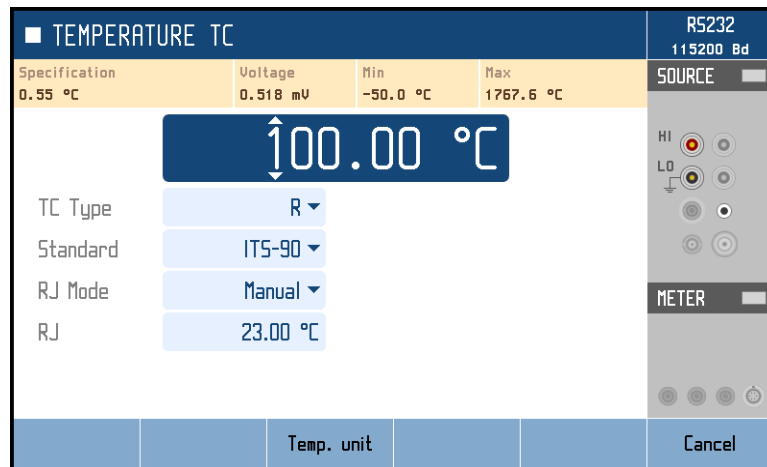 TEMPERATURE TC
RS232
115200 Bd
Specification Voltage Min Max
0.55 °C 0.518 mV -50.0 °C 1767.6 °C
SOURCE
100.00 °C
HI
LO
TC Type R
Standard ITS-90
RJ Mode Manual
METER
RJ 23.00 °C
Temp. unit Cancel